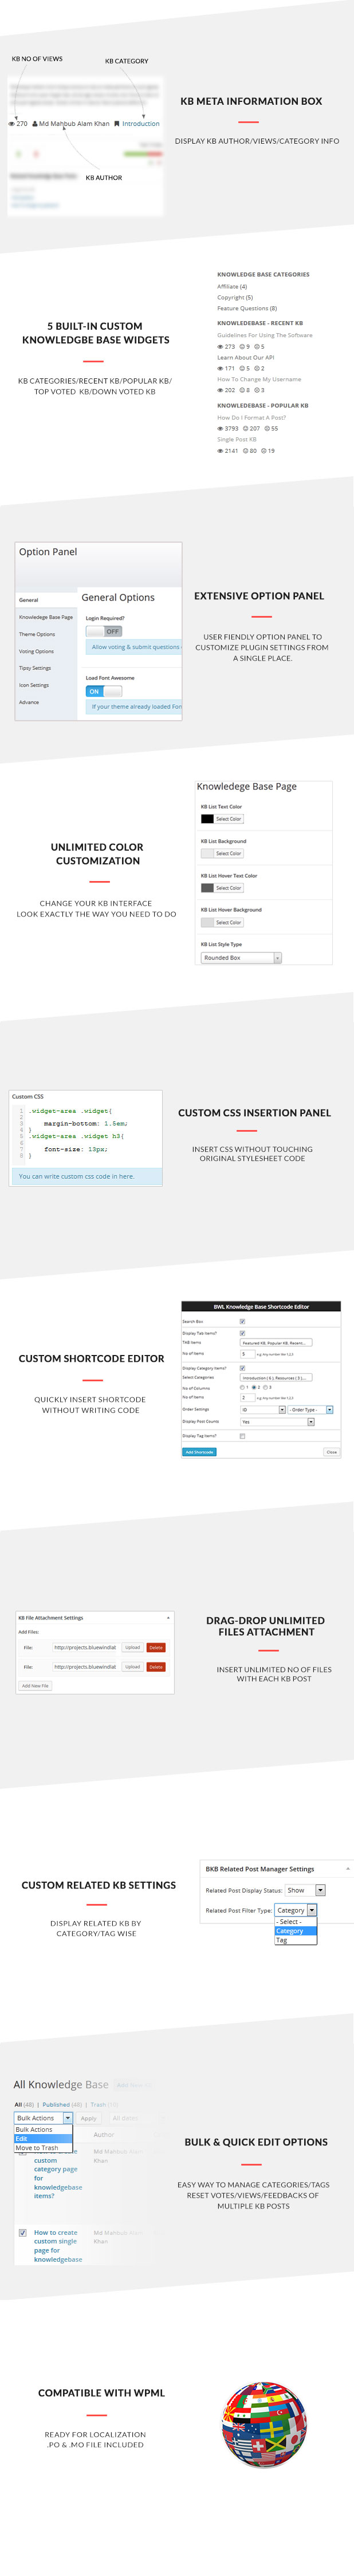 KB NO OF VIEWS
KB CATEGORY
270 Md Mahbub Alam Khan Introduction
KB AUTHOR
KB META INFORMATION BOX
DISPLAY KB AUTHOR/VIEWS/CATEGORY INFO
5 BUILT-IN CUSTOM
KNOWLEDGBE BASE WIDGETS
KB CATEGORIES/RECENT KB/POPULAR KB/
TOP VOTED KB/DOWN VOTED KB
KNOWLEDGE BASE CATEGORIES
Affiliate (4)
Copyright (5)
Feature Questions (8)
KNOWLEDEBASE - RECENT KB
Guidelines For Using The Software
273 9 5
Learn About Our API
171 5 2
How To Change My Username
202 8 3
KNOWLEDEBASE - POPULAR KB
How Do I Format A Post?
3793 207 55
Single Post KB
2141 80 19
Option Panel
General
Knowledege Base Page
Theme Options
Voting Options
Tipsy Settings
Icon Settings
Advance
General Options
Login Required?
OFF
Allow voting & submit questions
Load Font Awesome
ON
If your theme already loaded Fon
EXTENSIVE OPTION PANEL
USER FIENDLY OPTION PANEL TO
CUSTOMIZE PLUGIN SETTINGS FROM
A SINGLE PLACE.
UNLIMITED COLOR
CUSTOMIZATION
CHANGE YOUR KB INTERFACE
LOOK EXACTLY THE WAY YOU NEED TO DO
Knowledege Base Page
KB List Text Color
Select Color
KB List Background
Select Color
KB List Hover Text Color
Select Color
KB List Hover Background
Select Color
KB List Style Type
Rounded Box
Custom CSS
1 .widget-area .widget{
2
3 margin-bottom: 1.5em;
4 }
5 .widget-area .widget h3{
6
7 font-size: 13px;
8 }
You can write custom css code in here.
CUSTOM CSS INSERTION PANEL
INSERT CSS WITHOUT TOUCHING
ORIGINAL STYLESHEET CODE
CUSTOM SHORTCODE EDITOR
QUICKLY INSERT SHORTCODE
WITHOUT WRITING CODE
BWL Knowledge Base Shortcode Editor
Search Box:
Display Tab Items?
TAB Items Featured KB, Popular KB, Recent...
No of Items 5 e.g. Any number like 1,2,3
Display Category Items?
Select Categories Introduction ( 6 ), Resources ( 5 ),...
No of Columns 1 2 3
No of Items 2 e.g. Any number like 1,2,3
Order Settings ID - Order Type -
Display Post Count: Yes
Display Tag Items?
Add Shortcode Close
KB File Attachment Settings
Add Files:
File: http://projects.bluewindlab Upload Delete
File: http://projects.bluewindlab Upload Delete
Add New File
DRAG-DROP UNLIMITED
FILES ATTACHMENT
INSERT UNLIMITED NO OF FILES
WITH EACH KB POST
CUSTOM RELATED KB SETTINGS
DISPLAY RELATED KB BY
CATEGORY/TAG WISE
BKB Related Post Manager Settings
Related Post Display Status: Show
Related Post Filter Type: Category
- Select -
Category
Tag
All Knowledge Base
All (48) | Published (48) | Trash
Bulk Actions Apply
Bulk Actions
Edit
Move to Trash
Author
custom
category page
for
knowledgebase
items?
Md Mahbub Alam
Khan
How to create
custom single
page for
knowledgebase
Md Mahbub Alam
Khan
BULK & QUICK EDIT OPTIONS
EASY WAY TO MANAGE CATEGORIES/TAGS
RESET VOTES/VIEWS/FEEDBACKS OF
MULTIPLE KB POSTS
COMPATIBLE WITH WPML
READY FOR LOCALIZATION
.PO & .MO FILE INCLUDED